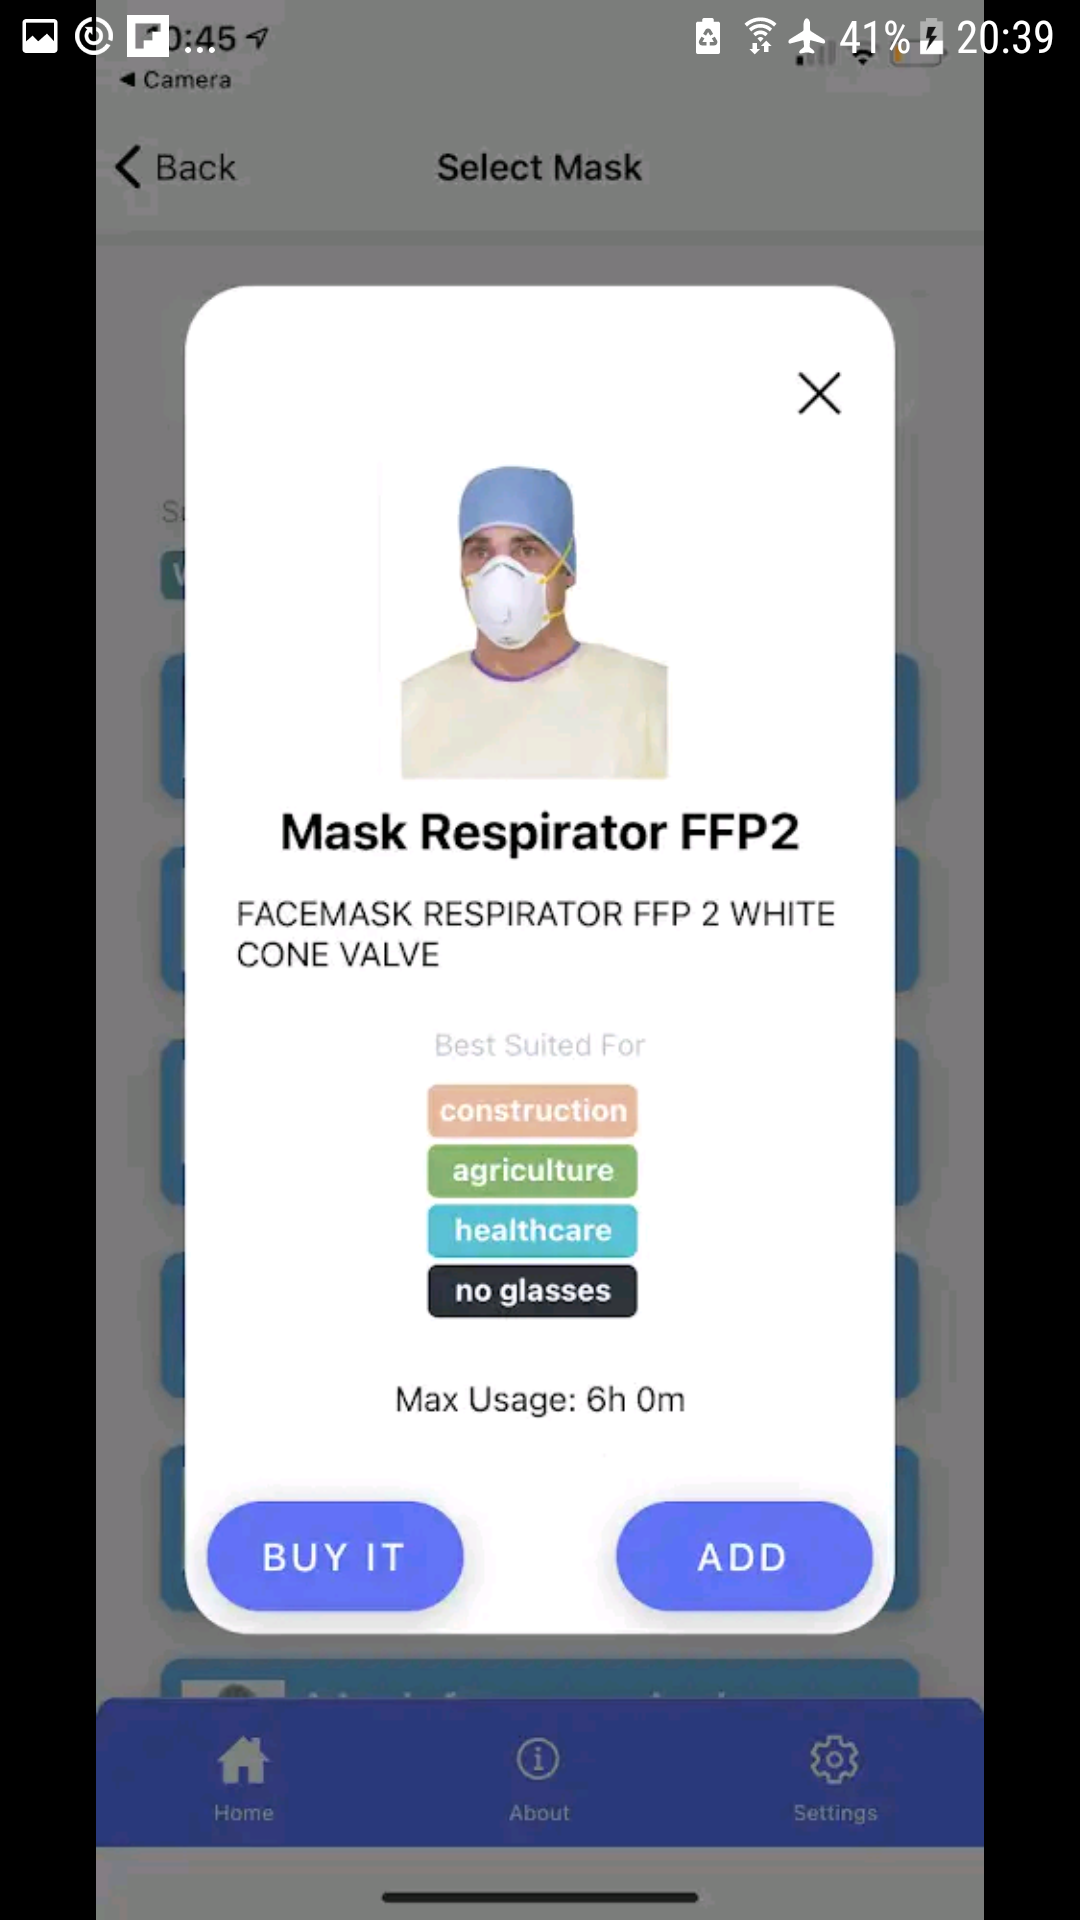 ... 41% 20:39
:45
Camera
Back
Select Mask
Mask Respirator FFP2
FACEMASK RESPIRATOR FFP 2 WHITE
CONE VALVE
Best Suited For
construction
agriculture
healthcare
no glasses
Max Usage: 6h 0m
BUY IT
ADD
Home
About
Settings